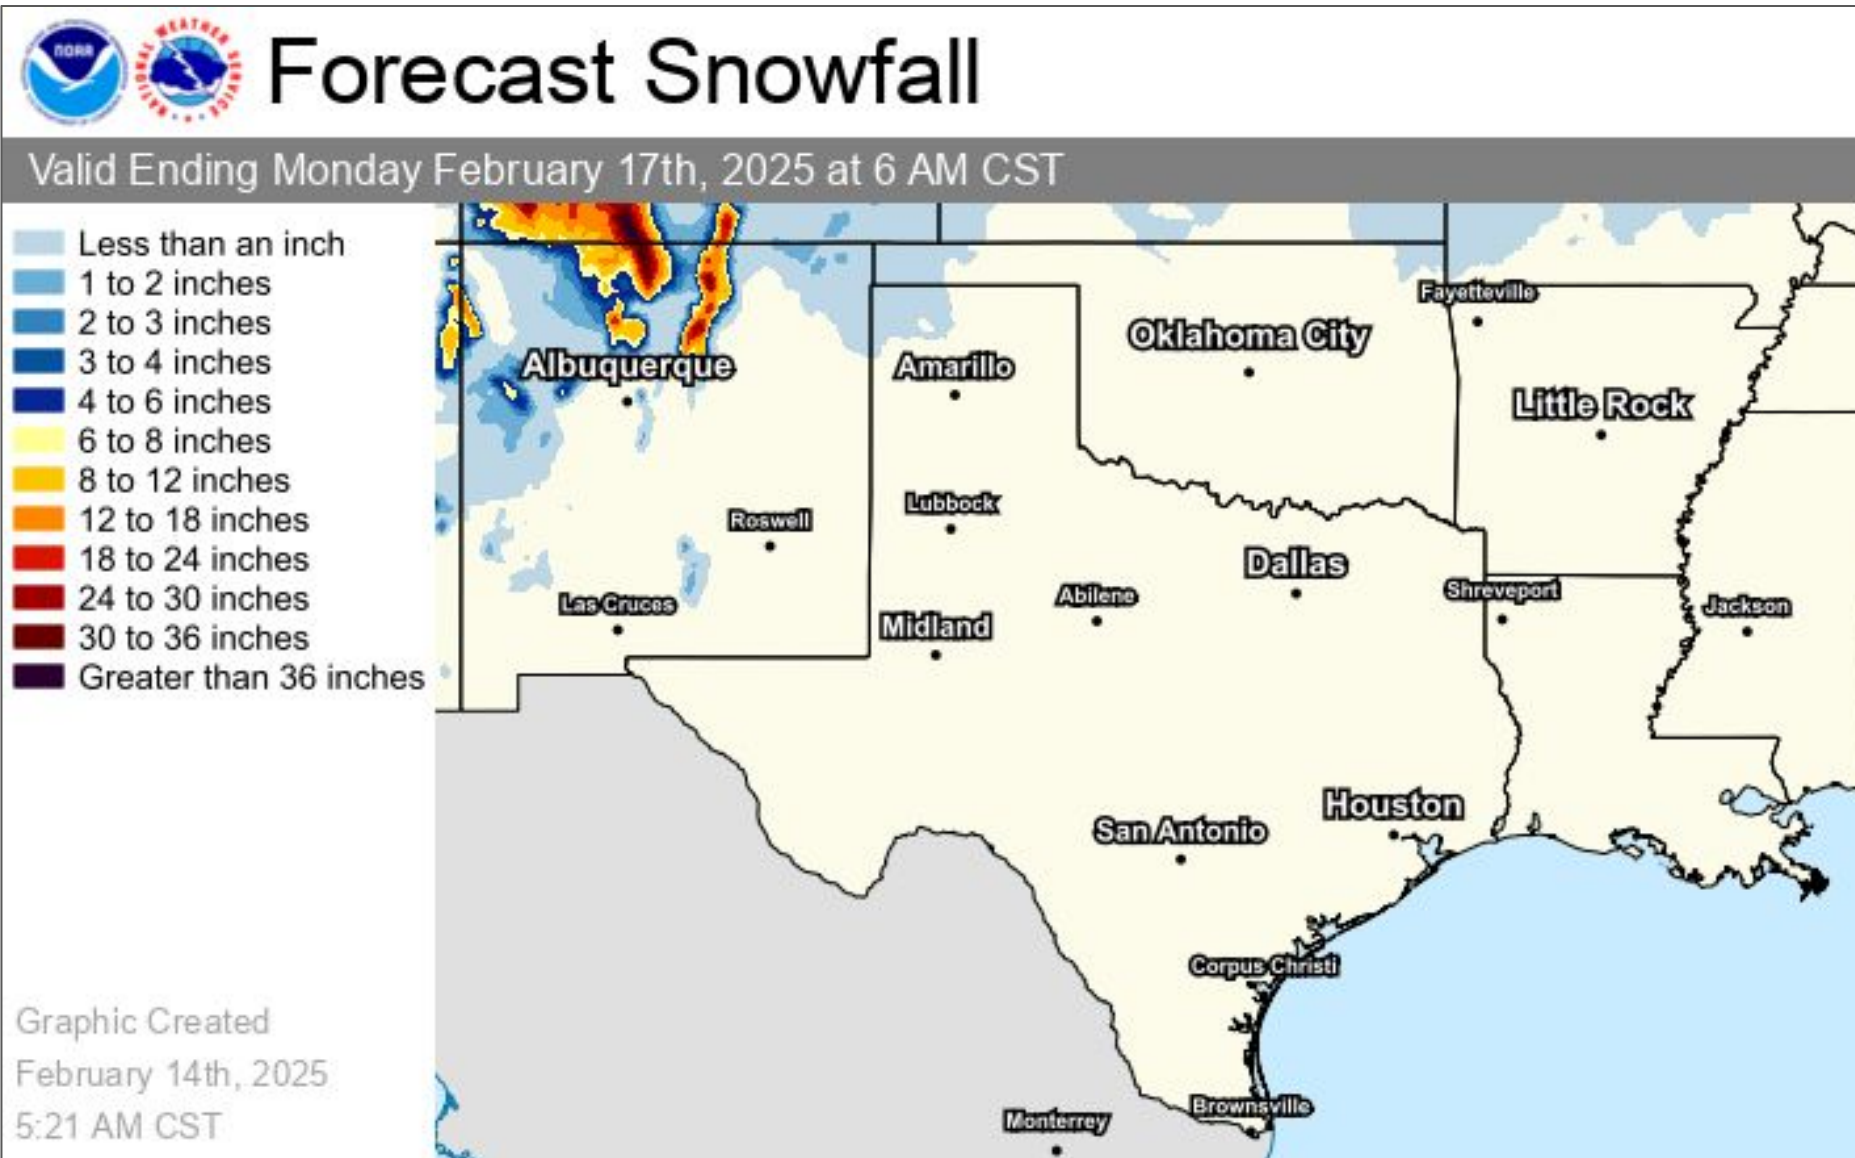 NOAA
NATIONAL WEATHER SERVICE
Forecast Snowfall
Valid Ending Monday February 17th, 2025 at 6 AM CST
Less than an inch
1 to 2 inches
2 to 3 inches
3 to 4 inches
4 to 6 inches
6 to 8 inches
8 to 12 inches
12 to 18 inches
18 to 24 inches
24 to 30 inches
30 to 36 inches
Greater than 36 inches
Graphic Created
February 14th, 2025
5:21 AM CST
Fayetteville
Oklahoma City
Albuquerque
Amarillo
Little Rock
Lubbock
Roswell
Dallas
Abilene
Shreveport
Las Cruces
Jackson
Midland
Houston
San Antonio
Corpus Christi
Brownsville
Monterrey